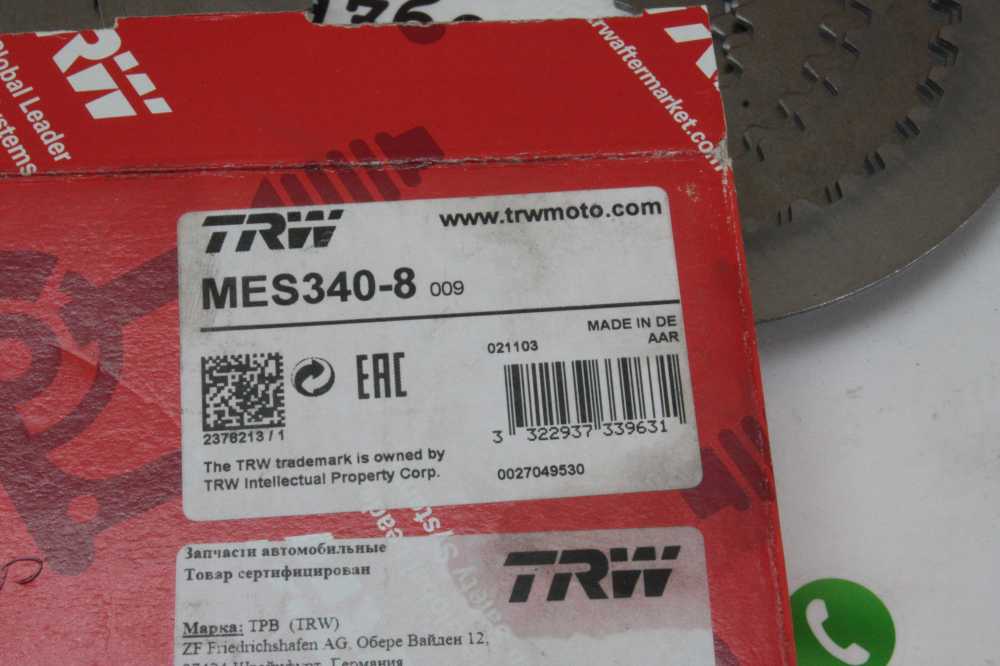 TRW
Global Leader
trwaftermarket.com
TRW
www.trwmoto.com
MES340-8 009
MADE IN DE
AAR
021103
EAC
2378213 / 1
3 322937 339631
The TRW trademark is owned by
TRW Intellectual Property Corp.
0027049530
Запчасти автомобильные
Товар сертифицирован
TRW
Марка: ТРВ (TRW)
ZF Friedrichshafen AG, Обере Вайден 12,
Германия